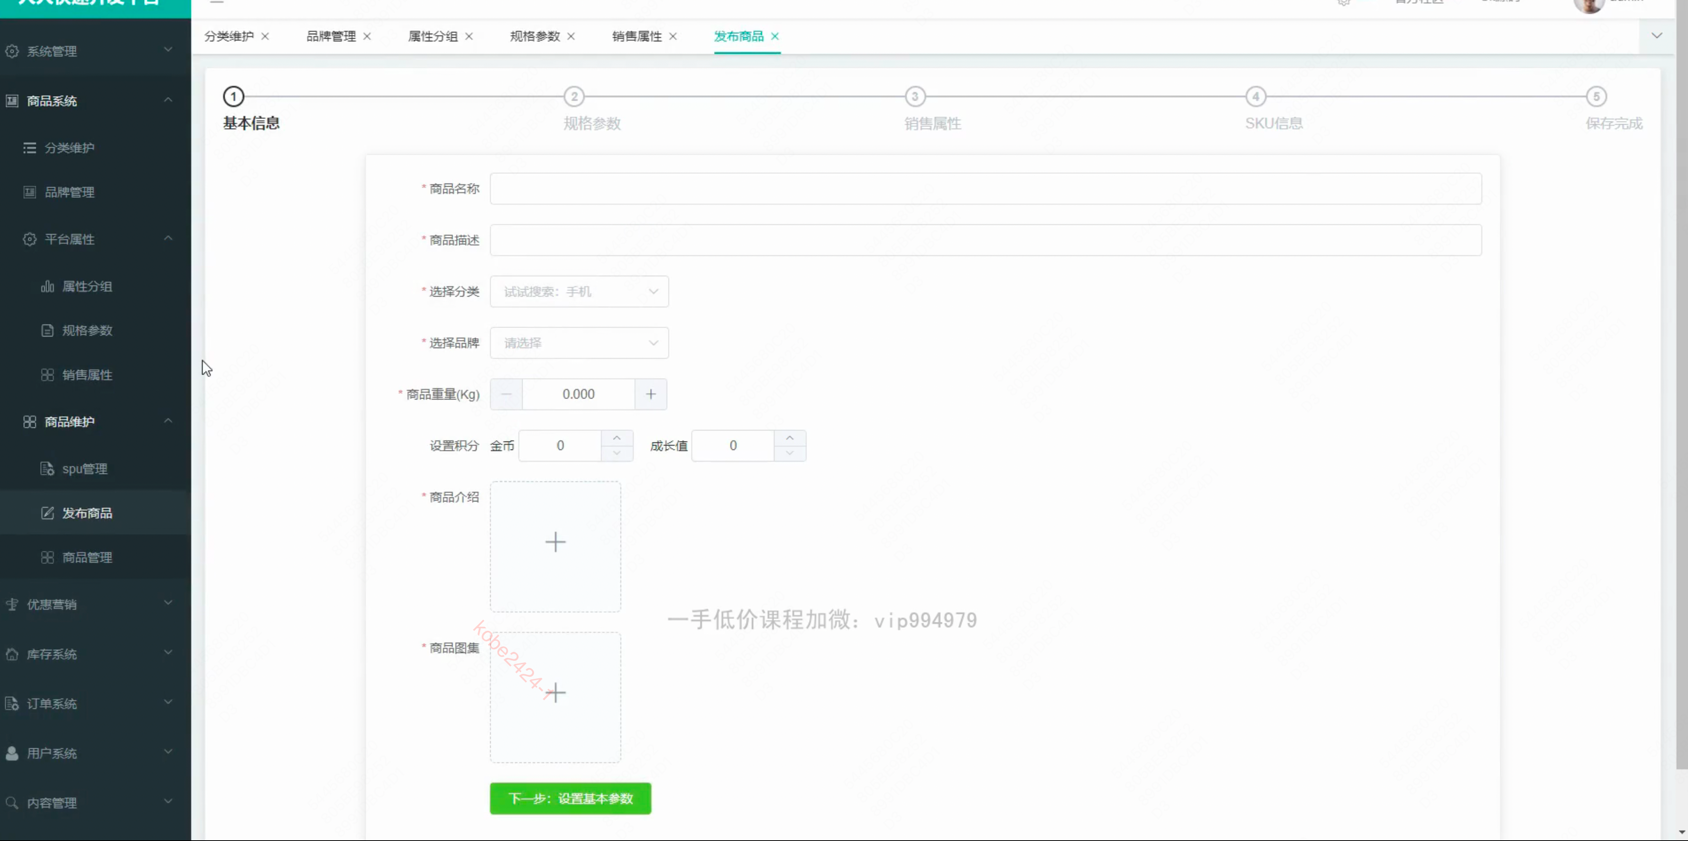 系统管理
商品系统
分类维护
品牌管理
平台属性
属性分组
规格参数
销售属性
商品维护
spu管理
发布商品
商品管理
优惠营销
库存系统
订单系统
用户系统
内容管理
分类维护 × 品牌管理 × 属性分组 × 规格参数 × 销售属性 × 发布商品 ×
1 2 3 4 5
基本信息 规格参数 销售属性 SKU信息 保存完成
* 商品名称
* 商品描述
* 选择分类 试试搜索：手机
* 选择品牌 请选择
* 商品重量(Kg) 0.000
设置积分 金币 0 成长值 0
* 商品介绍
一手低价课程加微：vip994979
* 商品图集
kobe2424-
下一步：设置基本参数